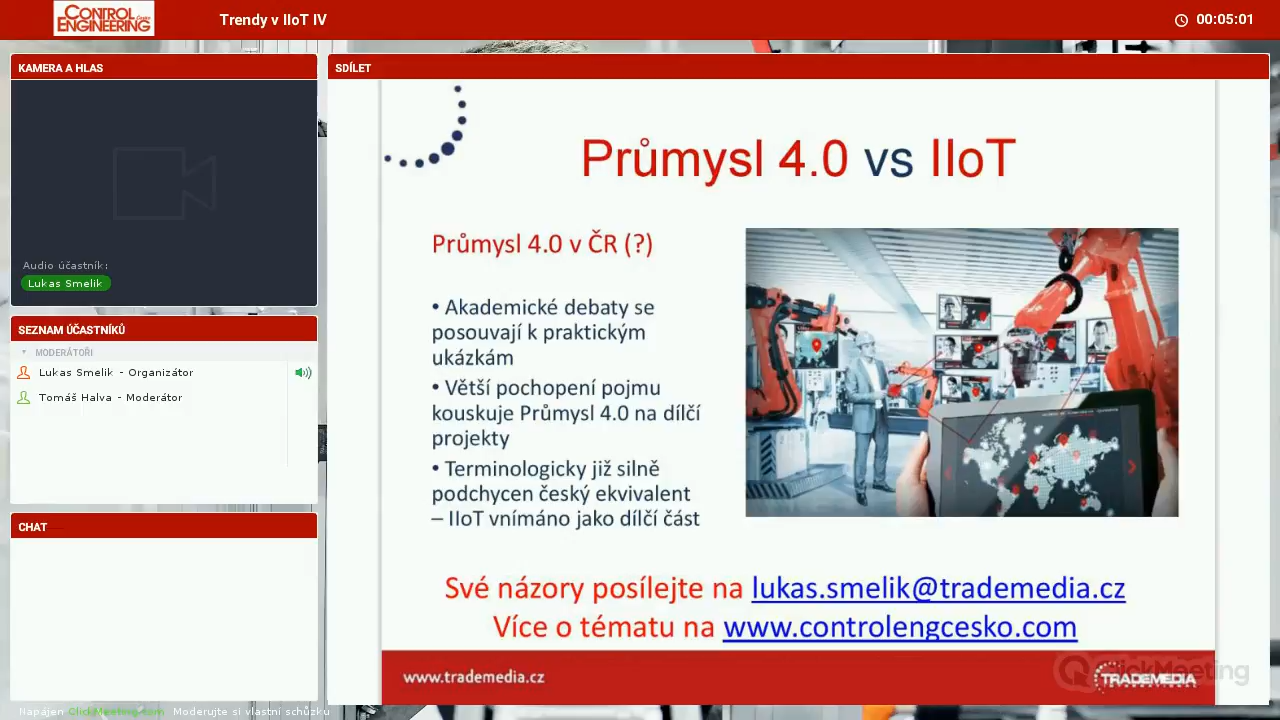 CONTROL
ENGINEERING
Česko
Trendy v IIoT IV
00:05:01
KAMERA A HLAS
Audio účastník:
Lukas Smelik
SEZNAM ÚČASTNÍKŮ
MODERÁTOŘI
Lukas Smelik - Organizátor
Tomáš Halva - Moderátor
CHAT
SDÍLET
Průmysl 4.0 vs IIoT
Průmysl 4.0 v ČR (?)
• Akademické debaty se
posouvají k praktickým
ukázkám
• Větší pochopení pojmu
kouskuje Průmysl 4.0 na dílčí
projekty
• Terminologicky již silně
podchycen český ekvivalent
– IIoT vnímáno jako dílčí část
Své názory posílejte na lukas.smelik@trademedia.cz
Více o tématu na www.controlengcesko.com
www.trademedia.cz
TRADEMEDIA
INTERNATIONAL
ClickMeeting
Napájen ClickMeeting.com Moderujte si vlastní schůzku